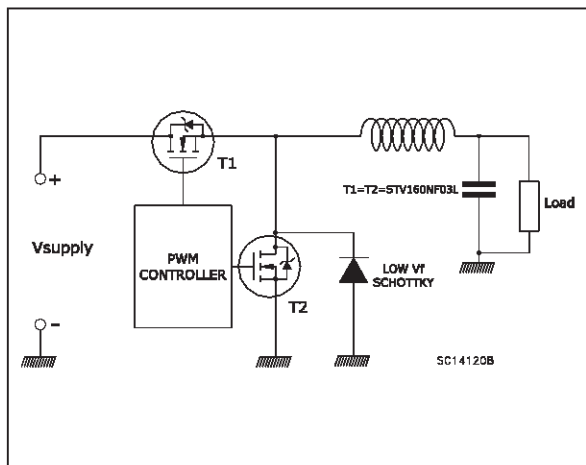 T1
+
T1=T2=STV160NF03L
Load
Vsupply
PWM
CONTROLLER
LOW Vf
SCHOTTKY
T2
-
SC14120B